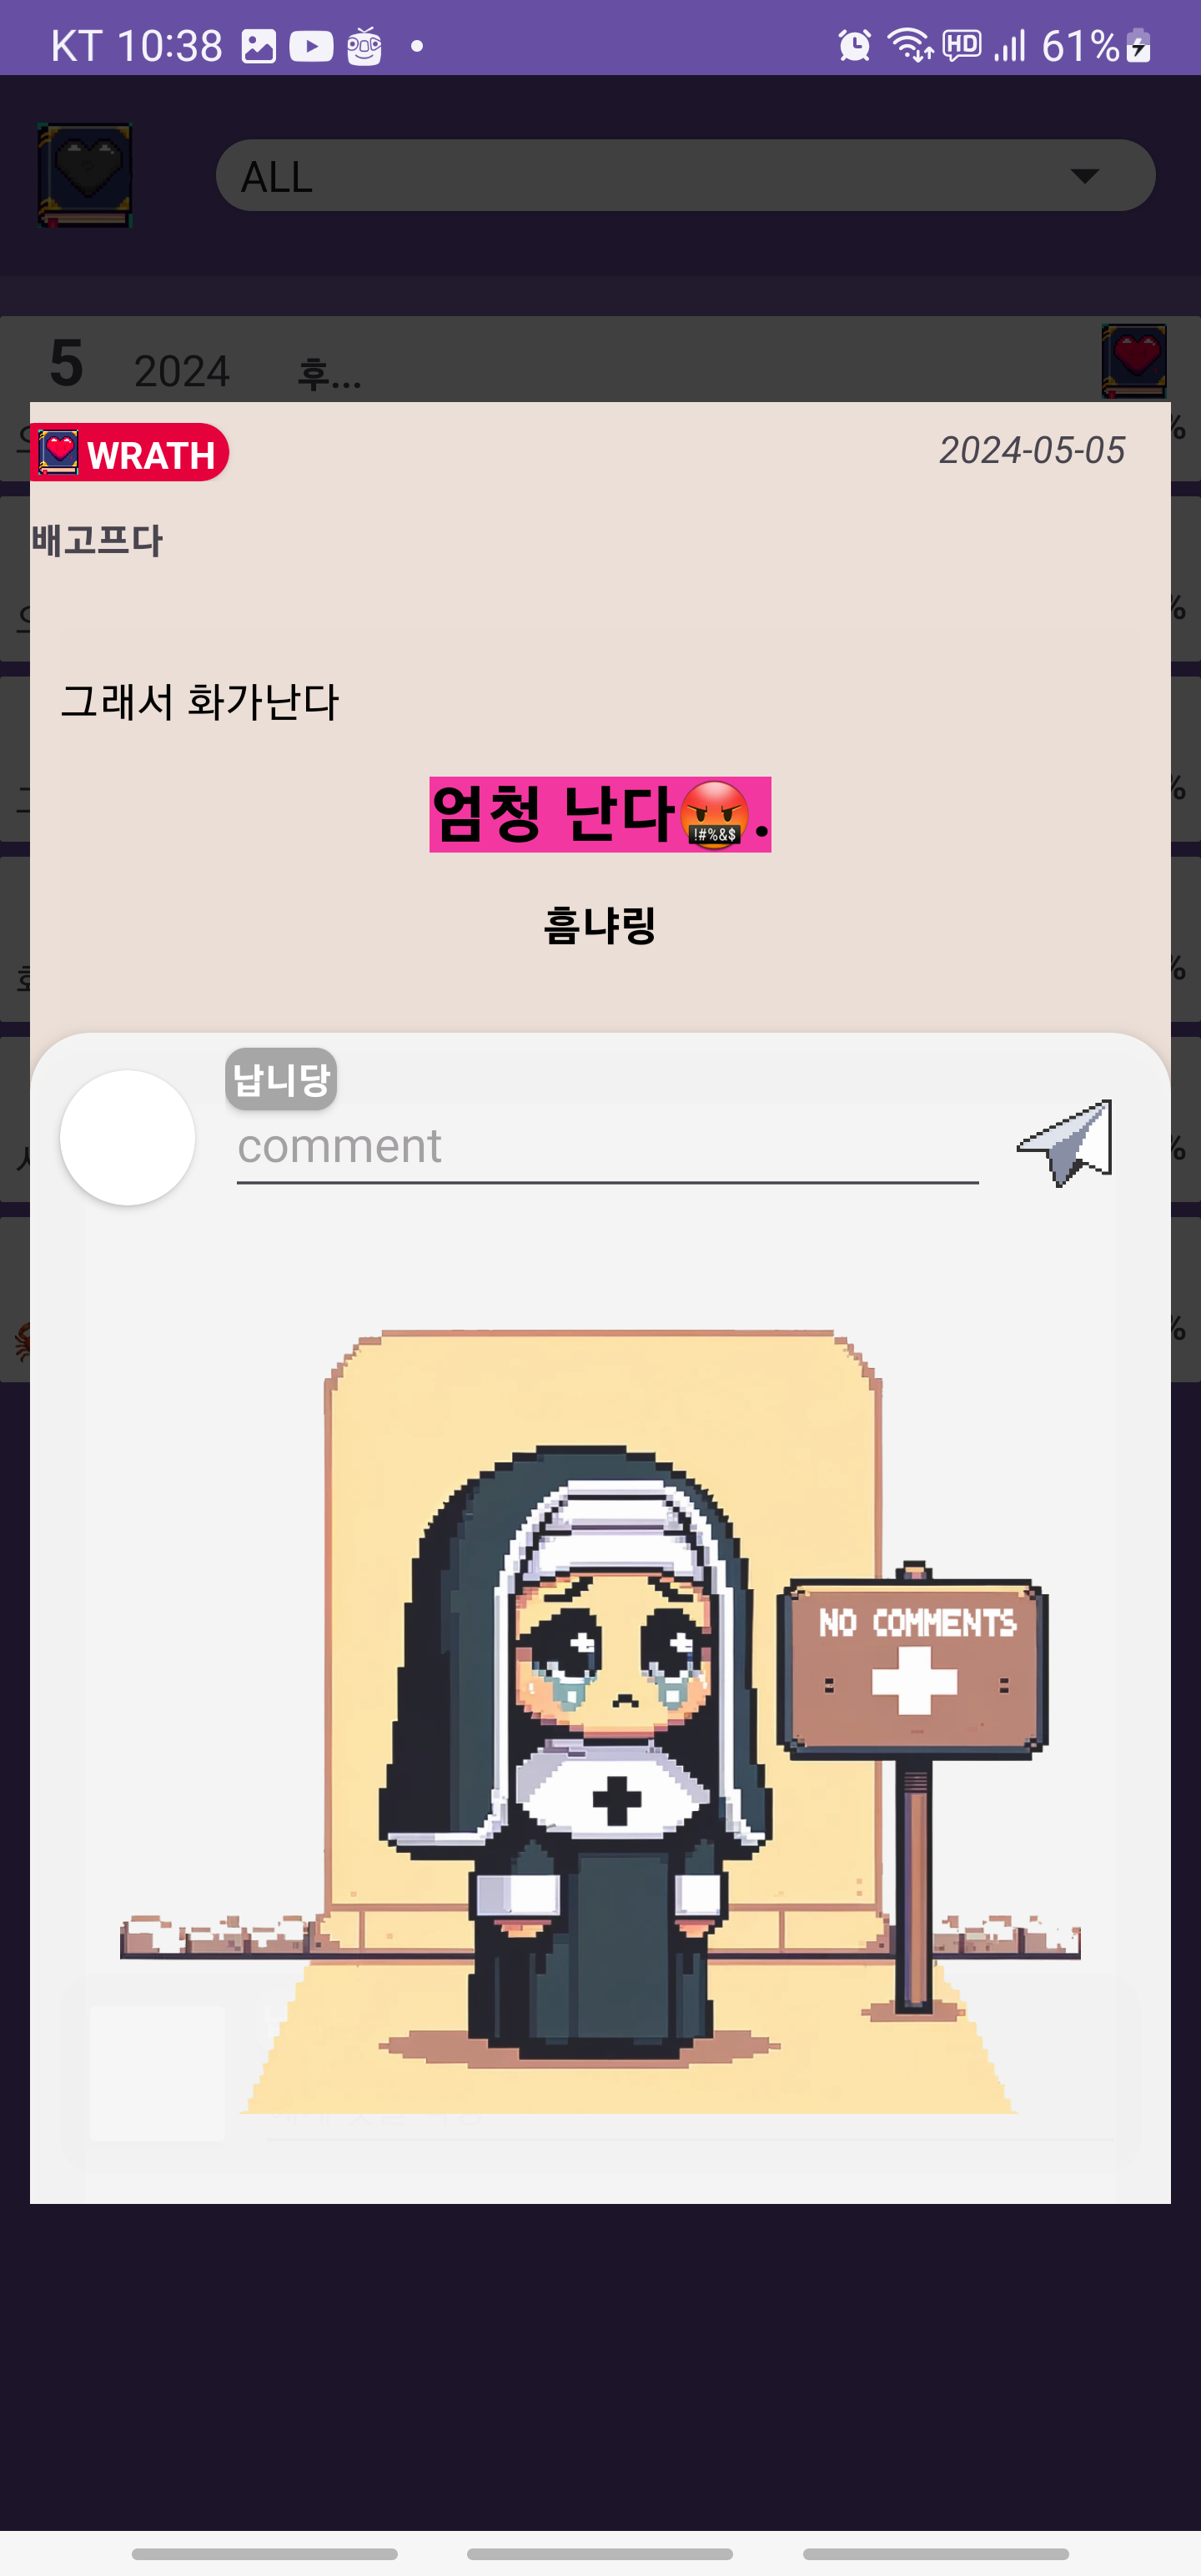 KT 10:38 HD 61%
ALL
5 2024 후...
WRATH 2024-05-05
배고프다
그래서 화가난다
엄청 난다🤬.
흠냐링
납니당
comment
NO COMMENTS